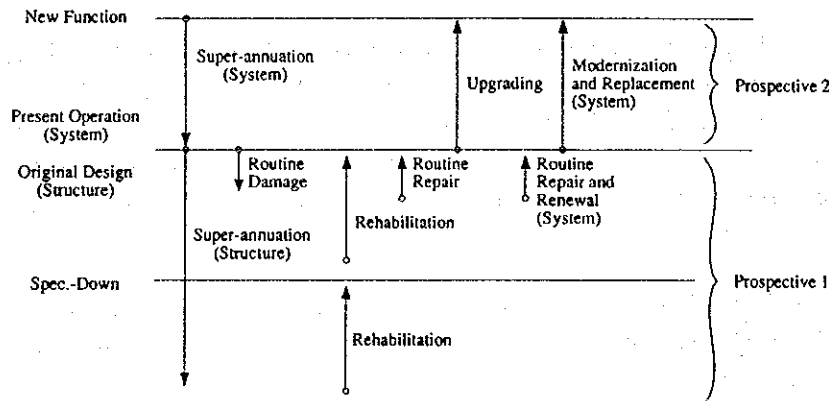 New Function
Super-annuation
(System)
Upgrading
Modernization
and Replacement
(System)
Prospective 2
Present Operation
(System)
Original Design
(Structure)
Routine
Damage
Routine
Repair
Routine
Repair and
Renewal
(System)
Super-annuation
(Structure)
Rehabilitation
Spec.-Down
Prospective 1
Rehabilitation